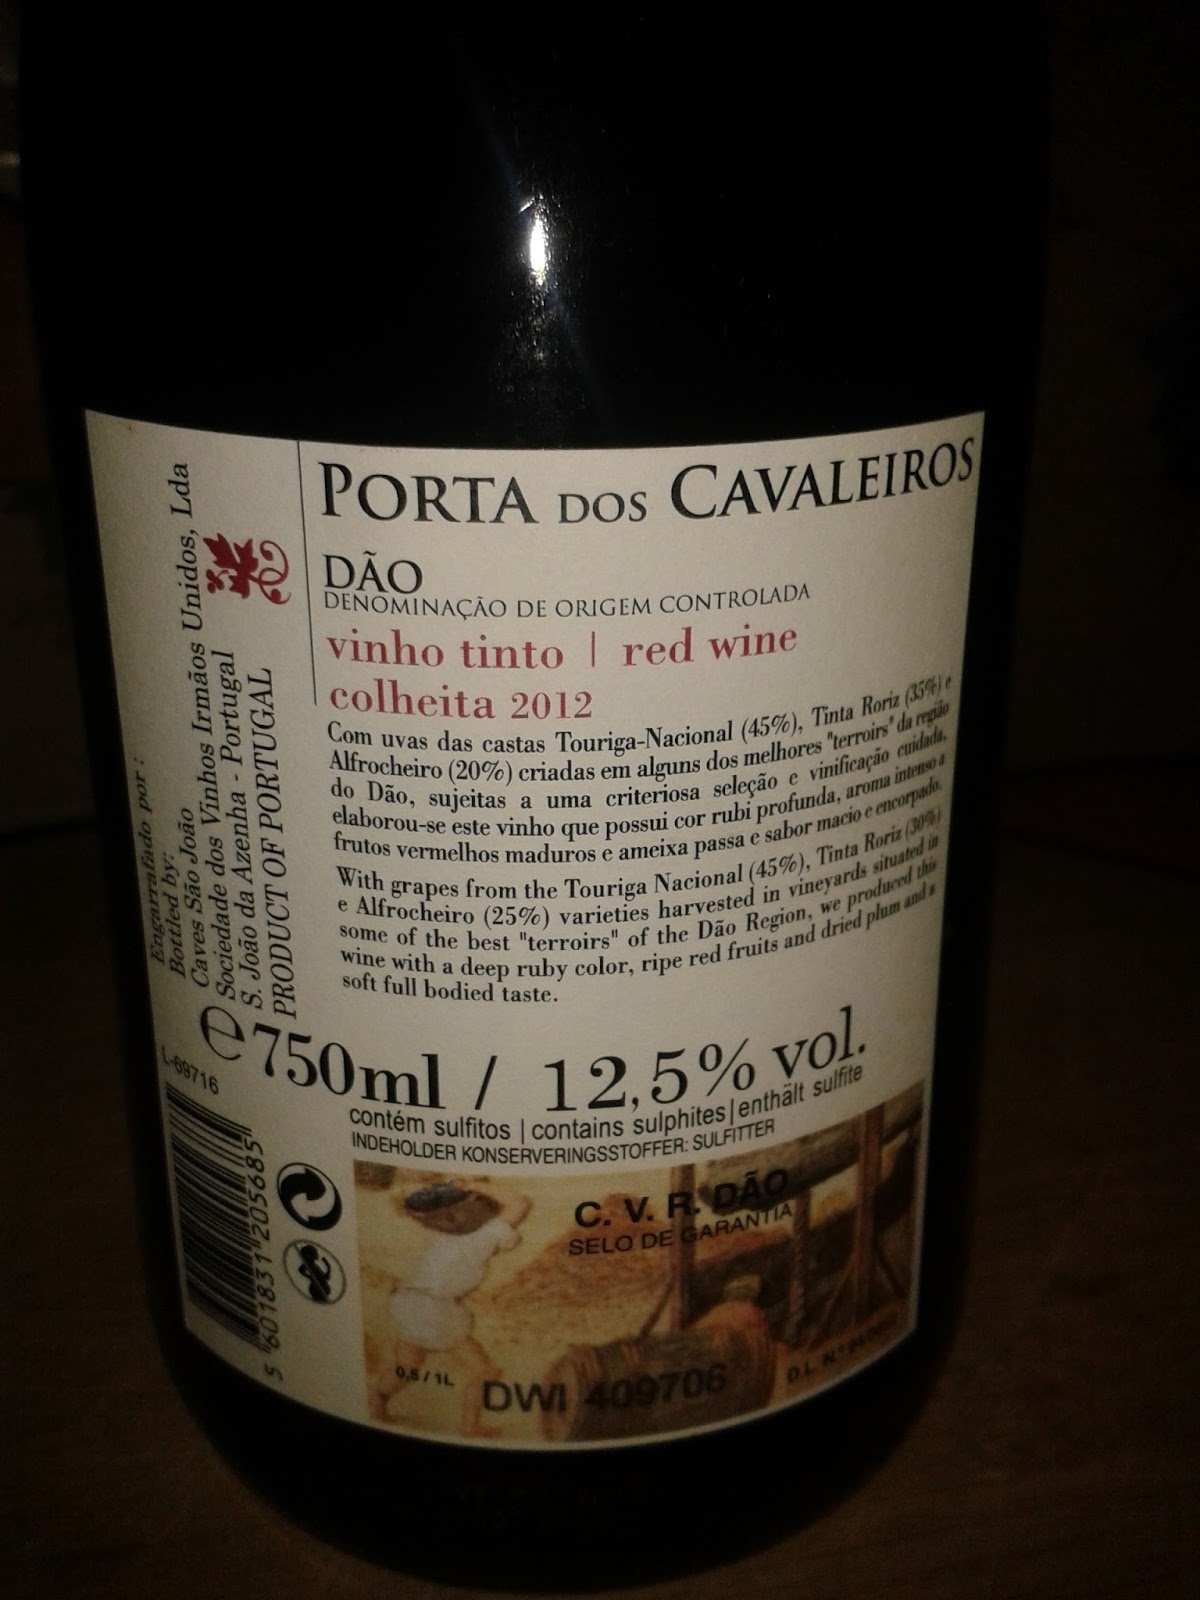 PORTA DOS CAVALEIROS
DÃO
DENOMINAÇÃO DE ORIGEM CONTROLADA
vinho tinto | red wine
colheita 2012
Com uvas das castas Touriga-Nacional (45%), Tinta Roriz (35%) e
Alfrocheiro (20%) criadas em alguns dos melhores "terroirs" da região
do Dão, sujeitas a uma criteriosa seleção e vinificação cuidada,
elaborou-se este vinho que possui cor rubi profunda, aroma intenso a
frutos vermelhos maduros e ameixa passa e sabor macio e encorpado.
With grapes from the Touriga Nacional (45%), Tinta Roriz (30%)
e Alfrocheiro (25%) varieties harvested in vineyards situated in
some of the best "terroirs" of the Dão Region, we produced this
wine with a deep ruby color, ripe red fruits and dried plum and a
soft full bodied taste.
Engarrafado por:
Bottled by:
Caves São João
Sociedade dos Vinhos Irmãos Unidos, Lda
S. João da Azenha - Portugal
PRODUCT OF PORTUGAL
e 750ml / 12,5% vol.
L-69716
contém sulfitos | contains sulphites | enthält sulfite
INDEHOLDER KONSERVERINGSSTOFFER: SULFITTER
5 601831 205685
C. V. R. DÃO
SELO DE GARANTIA
0,5 / 1L
DWI 409706
D.L. N.º